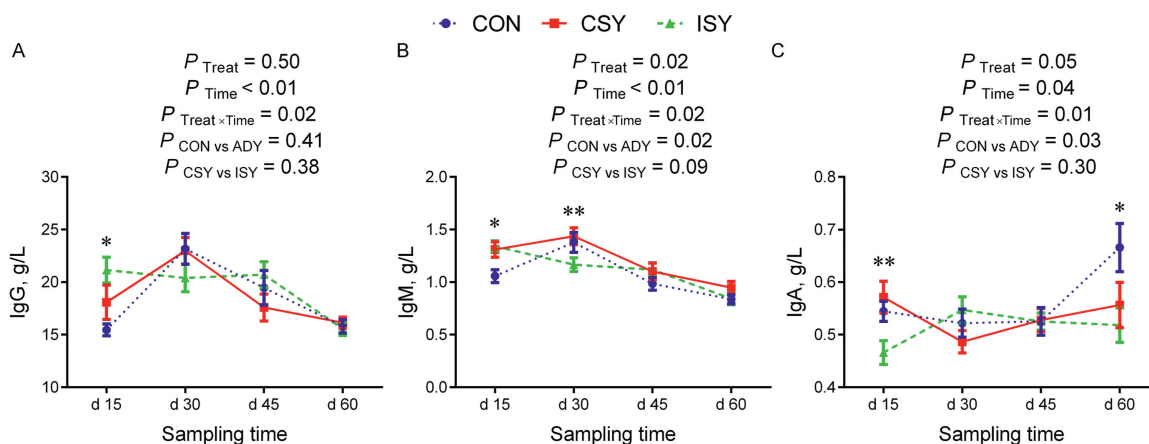 CON CSY ISY
A
P Treat = 0.50
P Time < 0.01
P Treat ×Time = 0.02
P CON vs ADY = 0.41
P CSY vs ISY = 0.38
30
25
20
15
10
IgG, g/L
*
d 15 d 30 d 45 d 60
Sampling time
B
P Treat = 0.02
P Time < 0.01
P Treat ×Time = 0.02
P CON vs ADY = 0.02
P CSY vs ISY = 0.09
2.0
1.5
1.0
0.5
0.0
IgM, g/L
* **
d 15 d 30 d 45 d 60
Sampling time
C
P Treat = 0.05
P Time = 0.04
P Treat ×Time = 0.01
P CON vs ADY = 0.03
P CSY vs ISY = 0.30
0.8
0.7
0.6
0.5
0.4
IgA, g/L
** *
d 15 d 30 d 45 d 60
Sampling time